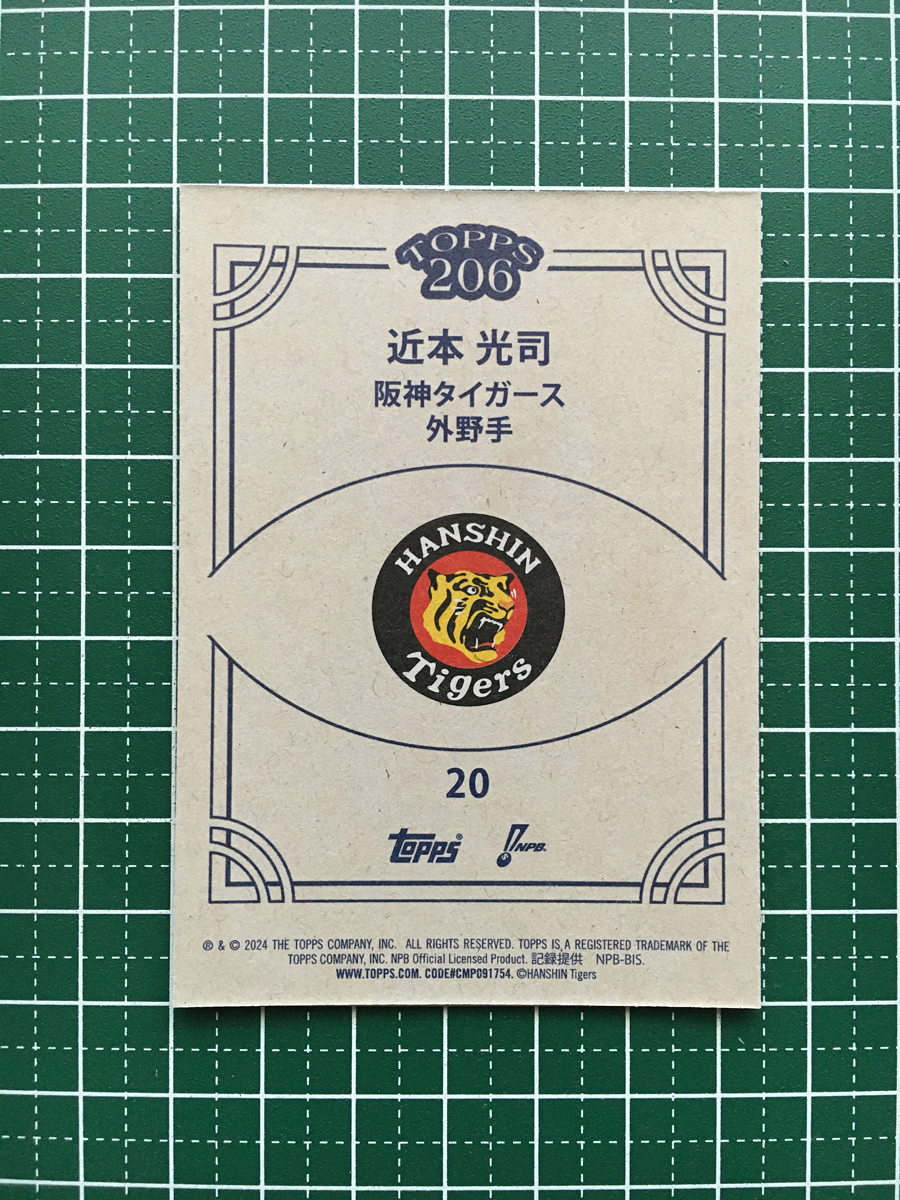 TOPPS
206
近本 光司
阪神タイガース
外野手
HANSHIN
Tigers
20
topps®
NPB.
® & © 2024 THE TOPPS COMPANY, INC. ALL RIGHTS RESERVED. TOPPS IS A REGISTERED TRADEMARK OF THE
TOPPS COMPANY, INC. NPB Official Licensed Product. 記録提供 NPB-BIS.
WWW.TOPPS.COM. CODE#CMP091754. ©HANSHIN Tigers